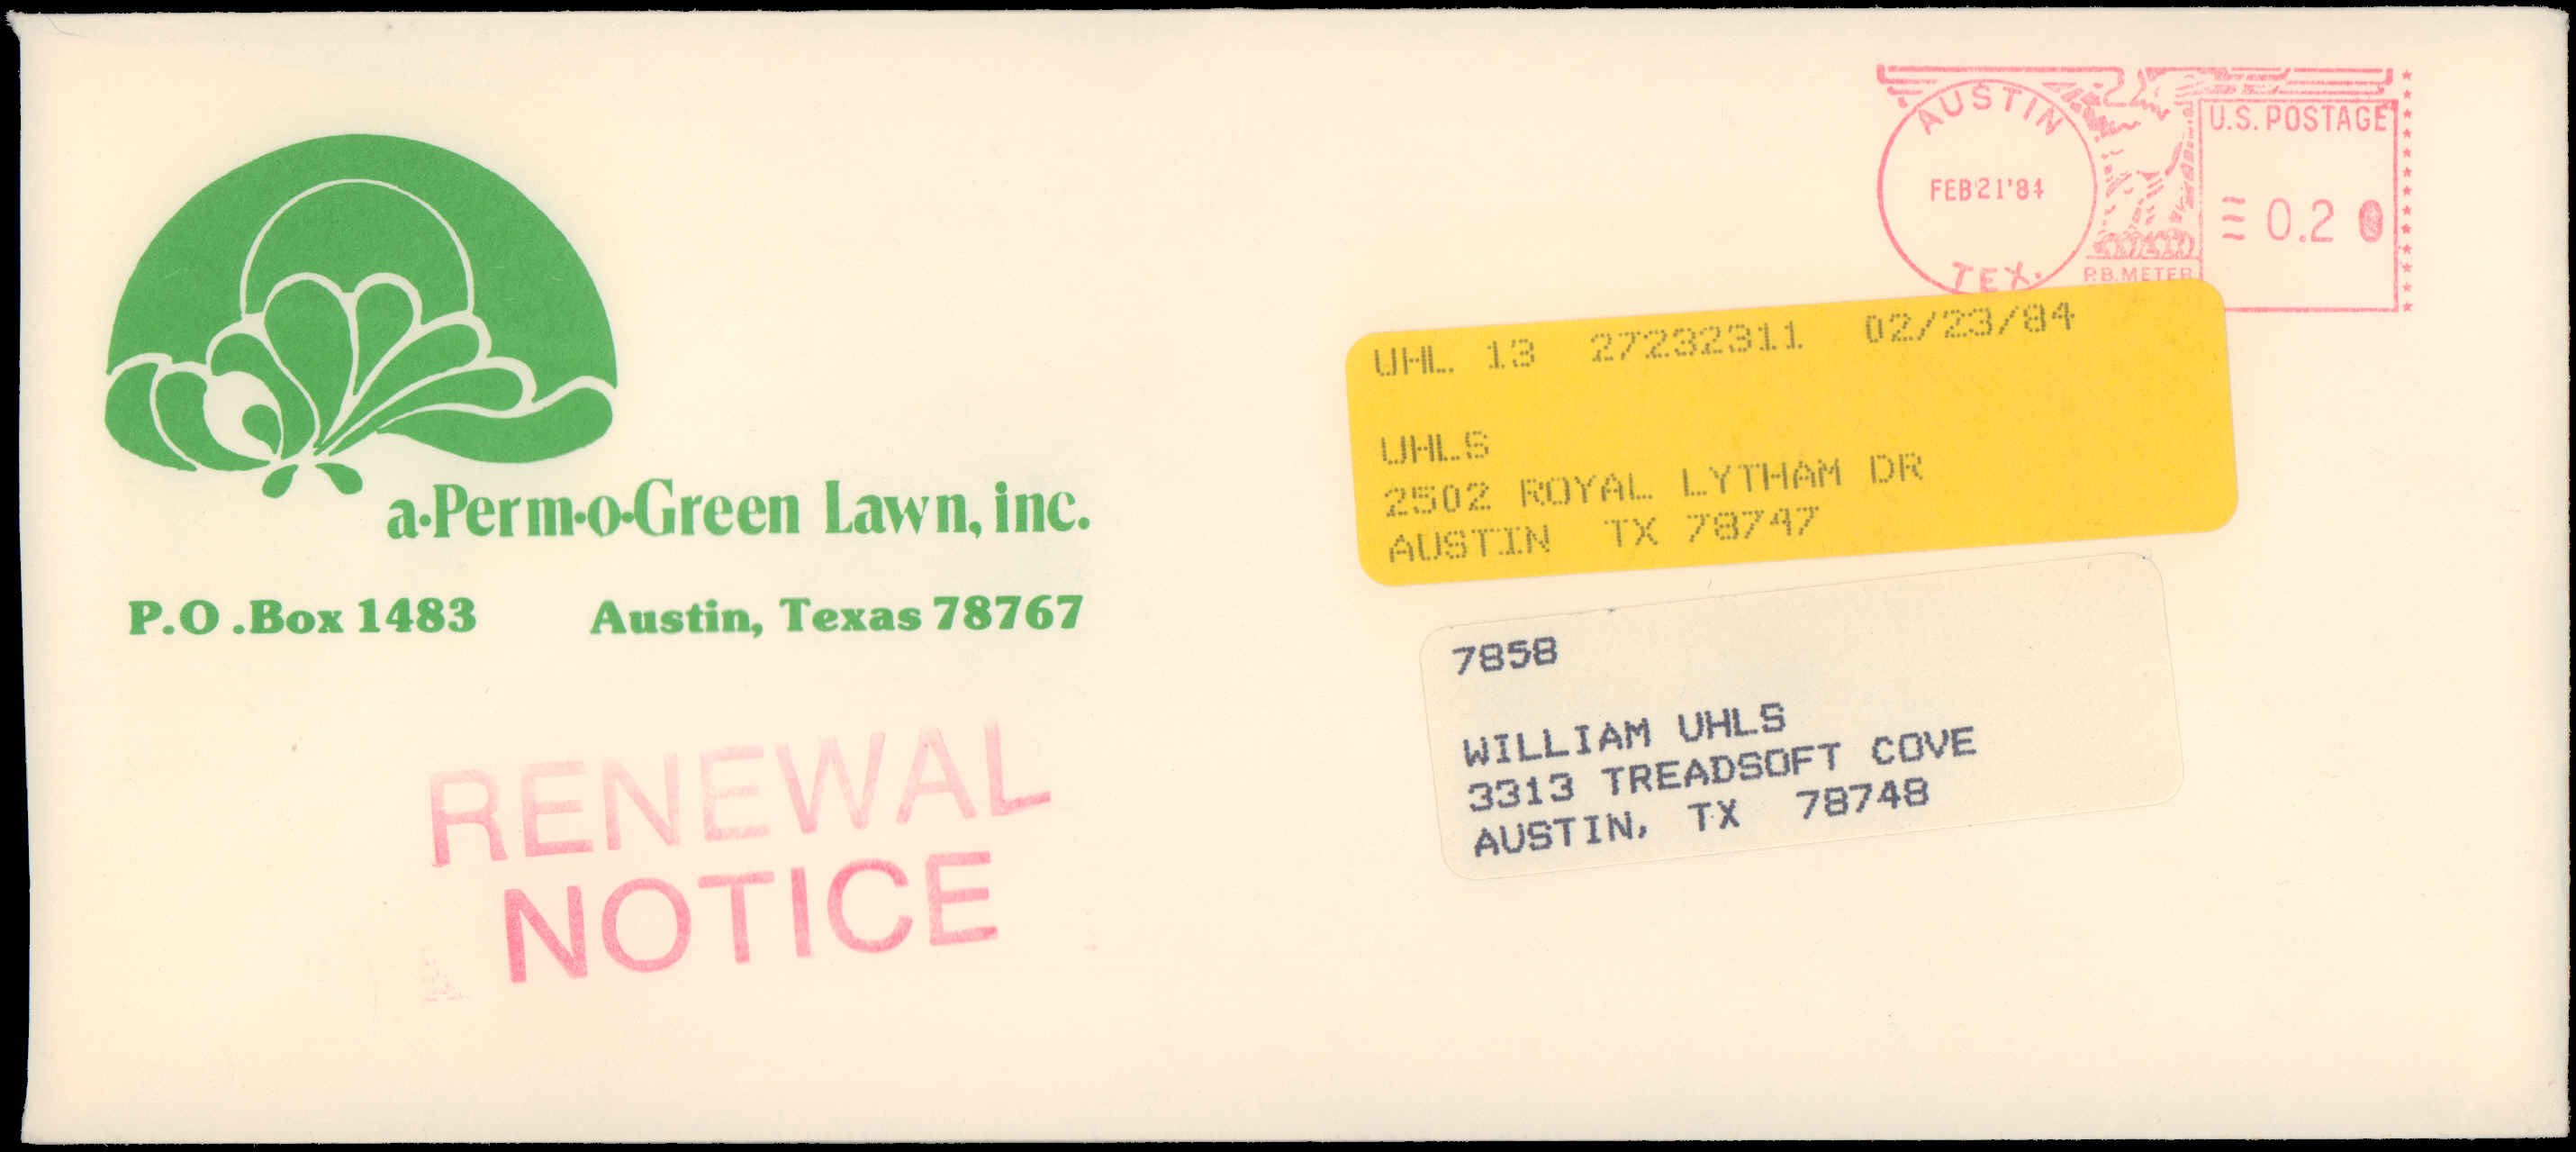 AUSTIN
FEB 21 '84
TEX.
P.B. METER
U.S. POSTAGE
0.20
a·Perm·o·Green Lawn, inc.
P.O. Box 1483 Austin, Texas 78767
UHL 13 27232311 02/23/84
UHLS
2502 ROYAL LYTHAM DR
AUSTIN TX 78747
7858
WILLIAM UHLS
3313 TREADSOFT COVE
AUSTIN, TX 78748
RENEWAL
NOTICE